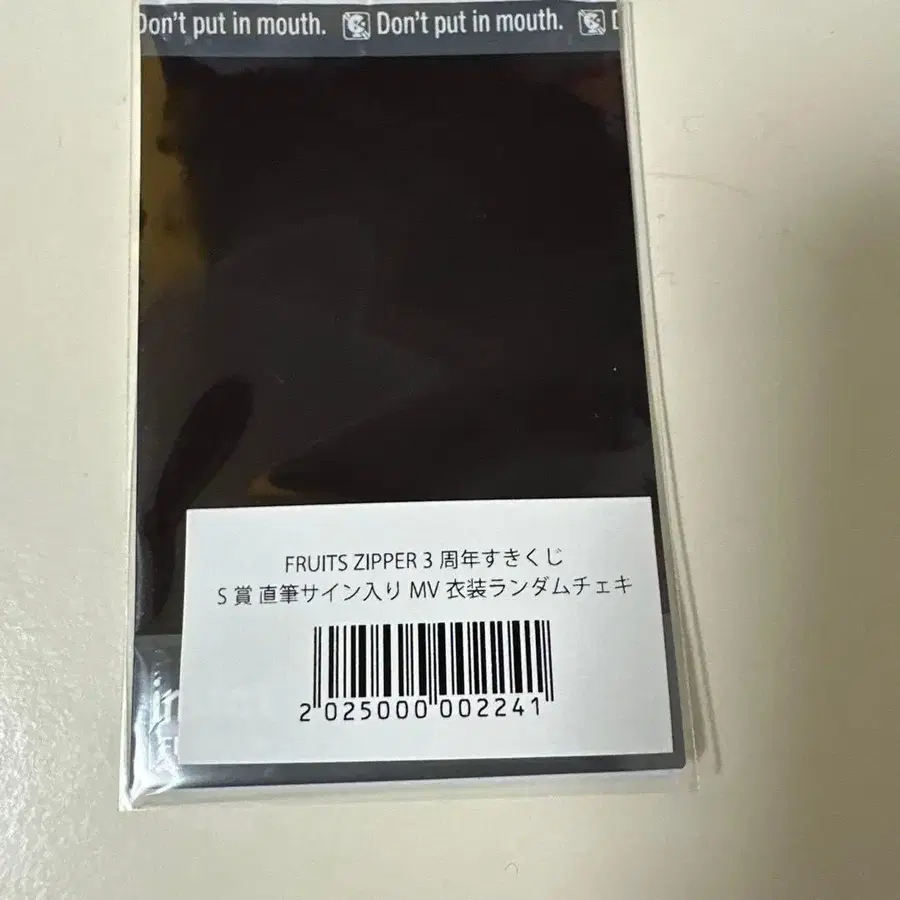 Don't put in mouth. Don't put in mouth.
FRUITS ZIPPER 3 周年すきくじ
S 賞 直筆サイン入り MV 衣装ランダムチェキ
2 025000 002241